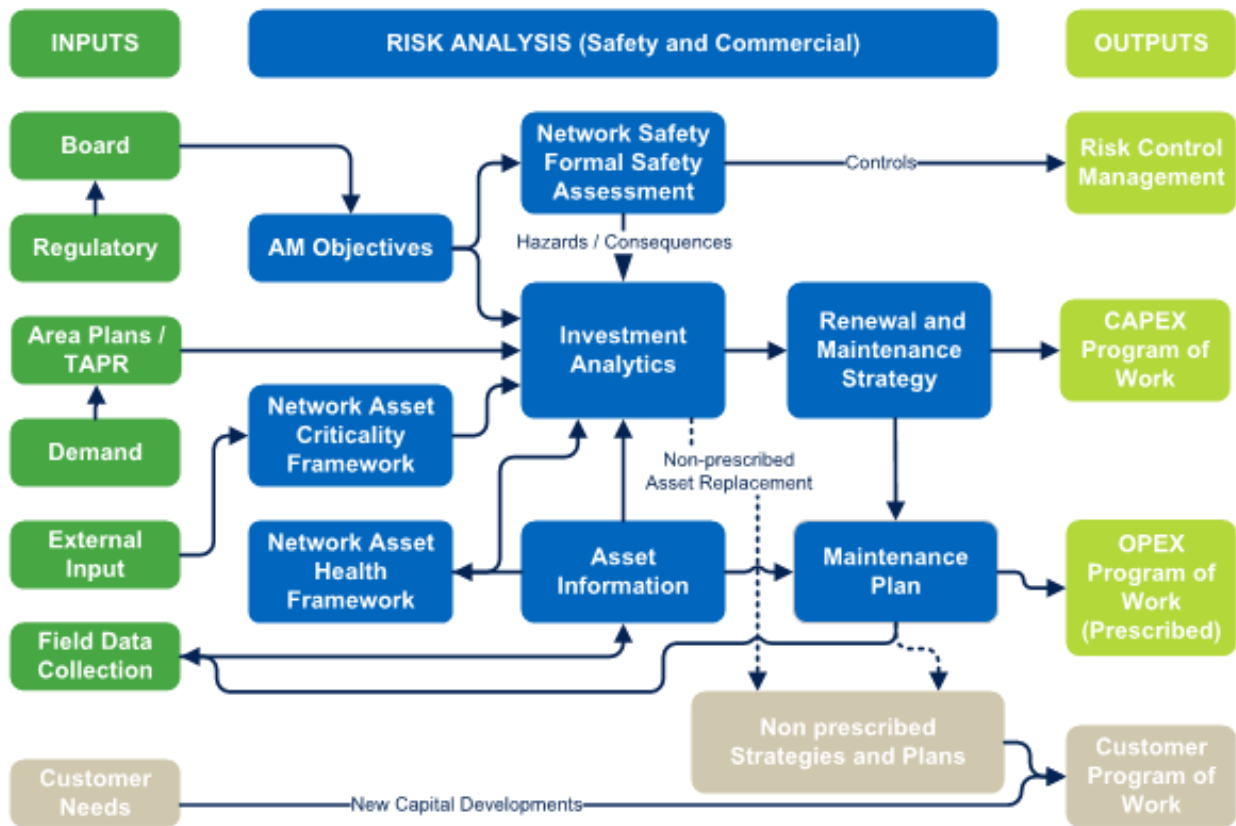 INPUTS
RISK ANALYSIS (Safety and Commercial)
OUTPUTS
Board
Network Safety
Formal Safety
Assessment
Controls
Risk Control
Management
Regulatory
AM Objectives
Hazards / Consequences
Area Plans /
TAPR
Investment
Analytics
Renewal and
Maintenance
Strategy
CAPEX
Program of
Work
Demand
Network Asset
Criticality
Framework
Non-prescribed
Asset Replacement
External
Input
Network Asset
Health
Framework
Asset
Information
Maintenance
Plan
OPEX
Program of
Work
(Prescribed)
Field Data
Collection
Non prescribed
Strategies and Plans
Customer
Needs
New Capital Developments
Customer
Program of
Work